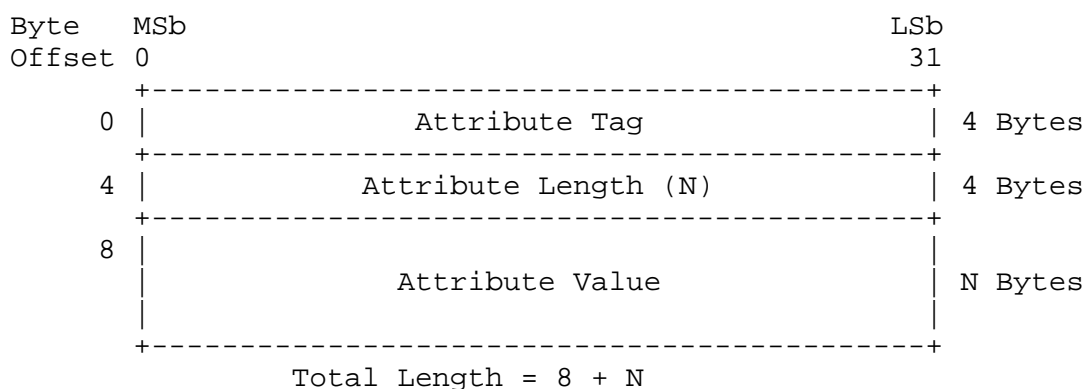 Byte MSb LSb
Offset 0 31
+--------------------------------------------+
0 | Attribute Tag | 4 Bytes
+--------------------------------------------+
4 | Attribute Length (N) | 4 Bytes
+--------------------------------------------+
8 | |
| Attribute Value | N Bytes
| |
+--------------------------------------------+
Total Length = 8 + N